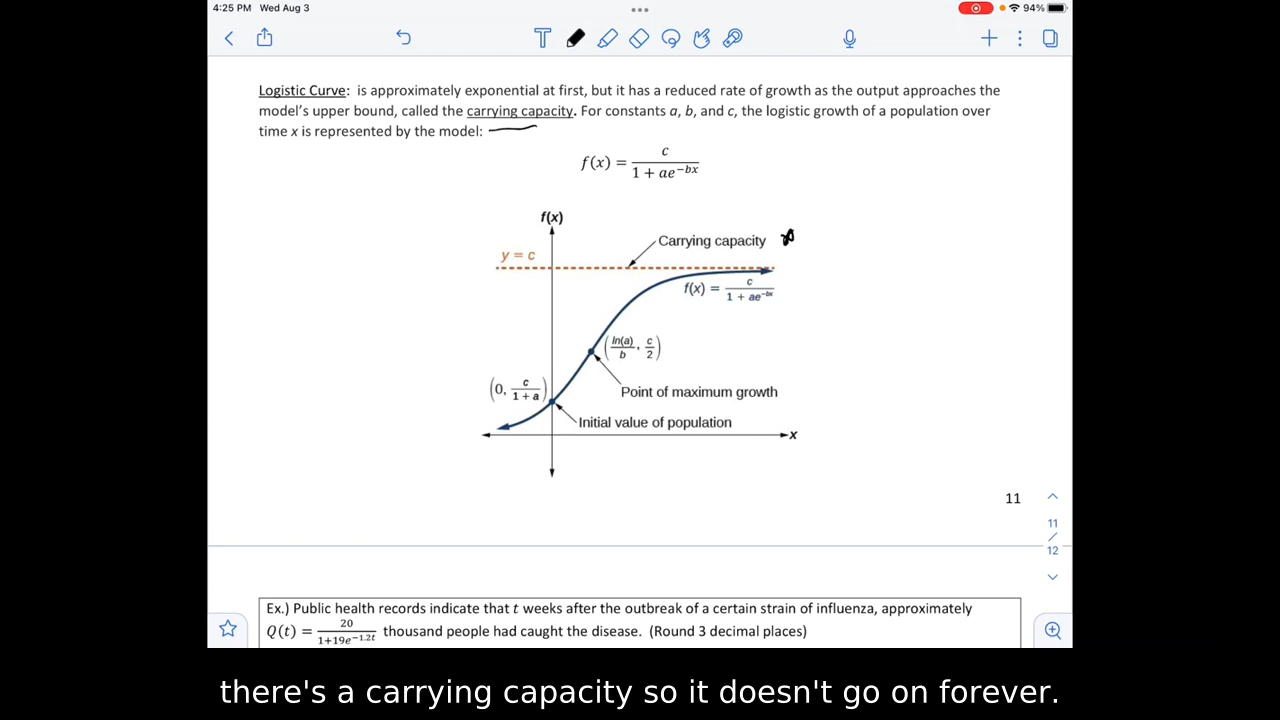 4:25 PM Wed Aug 3
94%
Logistic Curve: is approximately exponential at first, but it has a reduced rate of growth as the output approaches the
model's upper bound, called the carrying capacity. For constants a, b, and c, the logistic growth of a population over
time x is represented by the model:
f(x) = c / 1 + ae^−bx
f(x)
Carrying capacity
y = c
f(x) = c / 1 + ae^−bx
(ln(a)/b, c/2)
(0, c/1 + a)
Point of maximum growth
Initial value of population
x
11
11
/
12
Ex.) Public health records indicate that t weeks after the outbreak of a certain strain of influenza, approximately
Q(t) = 20 / 1+19e^−1.2t thousand people had caught the disease. (Round 3 decimal places)
there's a carrying capacity so it doesn't go on forever.